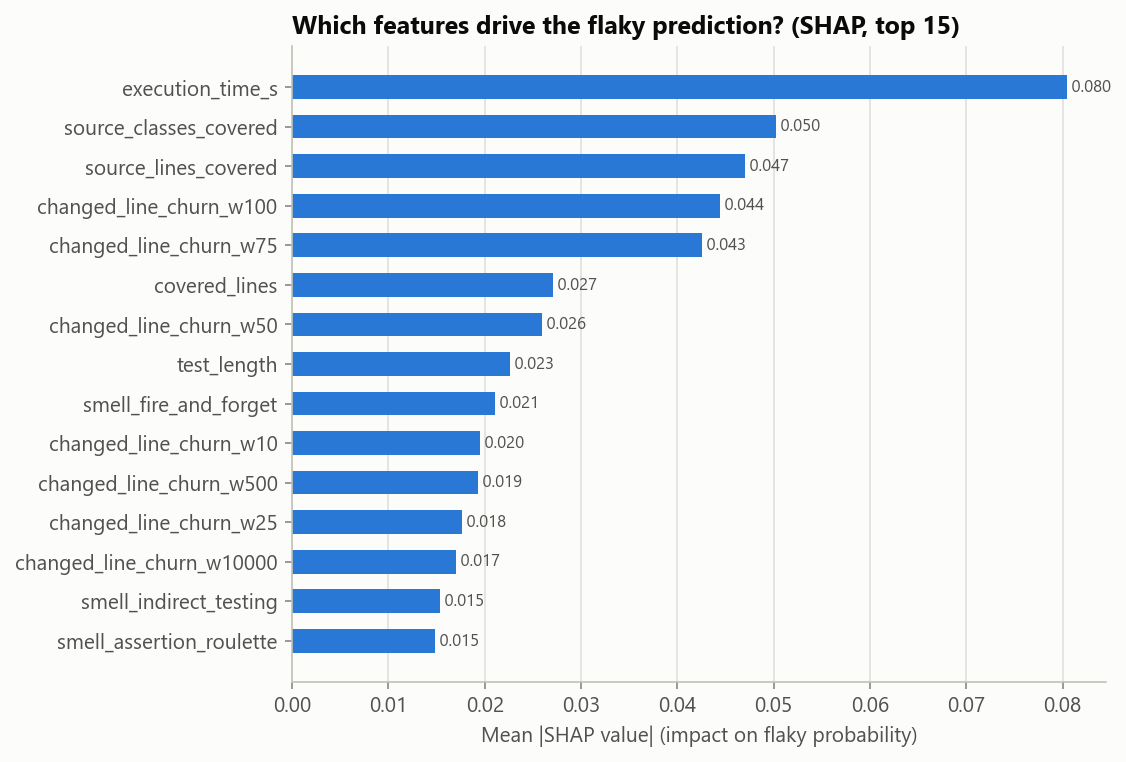 Which features drive the flaky prediction? (SHAP, top 15)
execution_time_s 0.080
source_classes_covered 0.050
source_lines_covered 0.047
changed_line_churn_w100 0.044
changed_line_churn_w75 0.043
covered_lines 0.027
changed_line_churn_w50 0.026
test_length 0.023
smell_fire_and_forget 0.021
changed_line_churn_w10 0.020
changed_line_churn_w500 0.019
changed_line_churn_w25 0.018
changed_line_churn_w10000 0.017
smell_indirect_testing 0.015
smell_assertion_roulette 0.015
0.00 0.01 0.02 0.03 0.04 0.05 0.06 0.07 0.08
Mean |SHAP value| (impact on flaky probability)